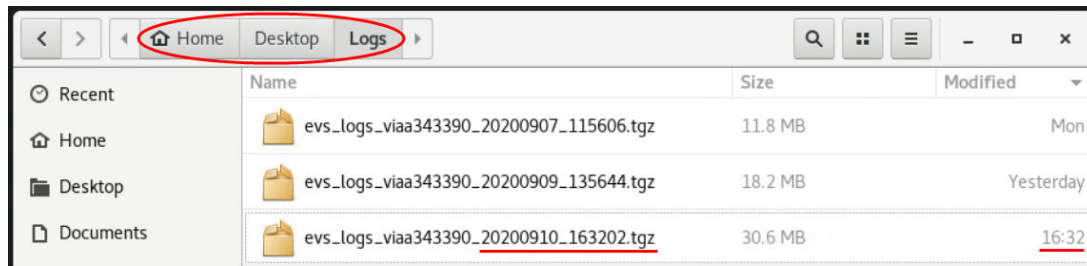 Home Desktop Logs
Recent
Home
Desktop
Documents
Name Size Modified
evs_logs_viaa343390_20200907_115606.tgz 11.8 MB Mon
evs_logs_viaa343390_20200909_135644.tgz 18.2 MB Yesterday
evs_logs_viaa343390_20200910_163202.tgz 30.6 MB 16:32